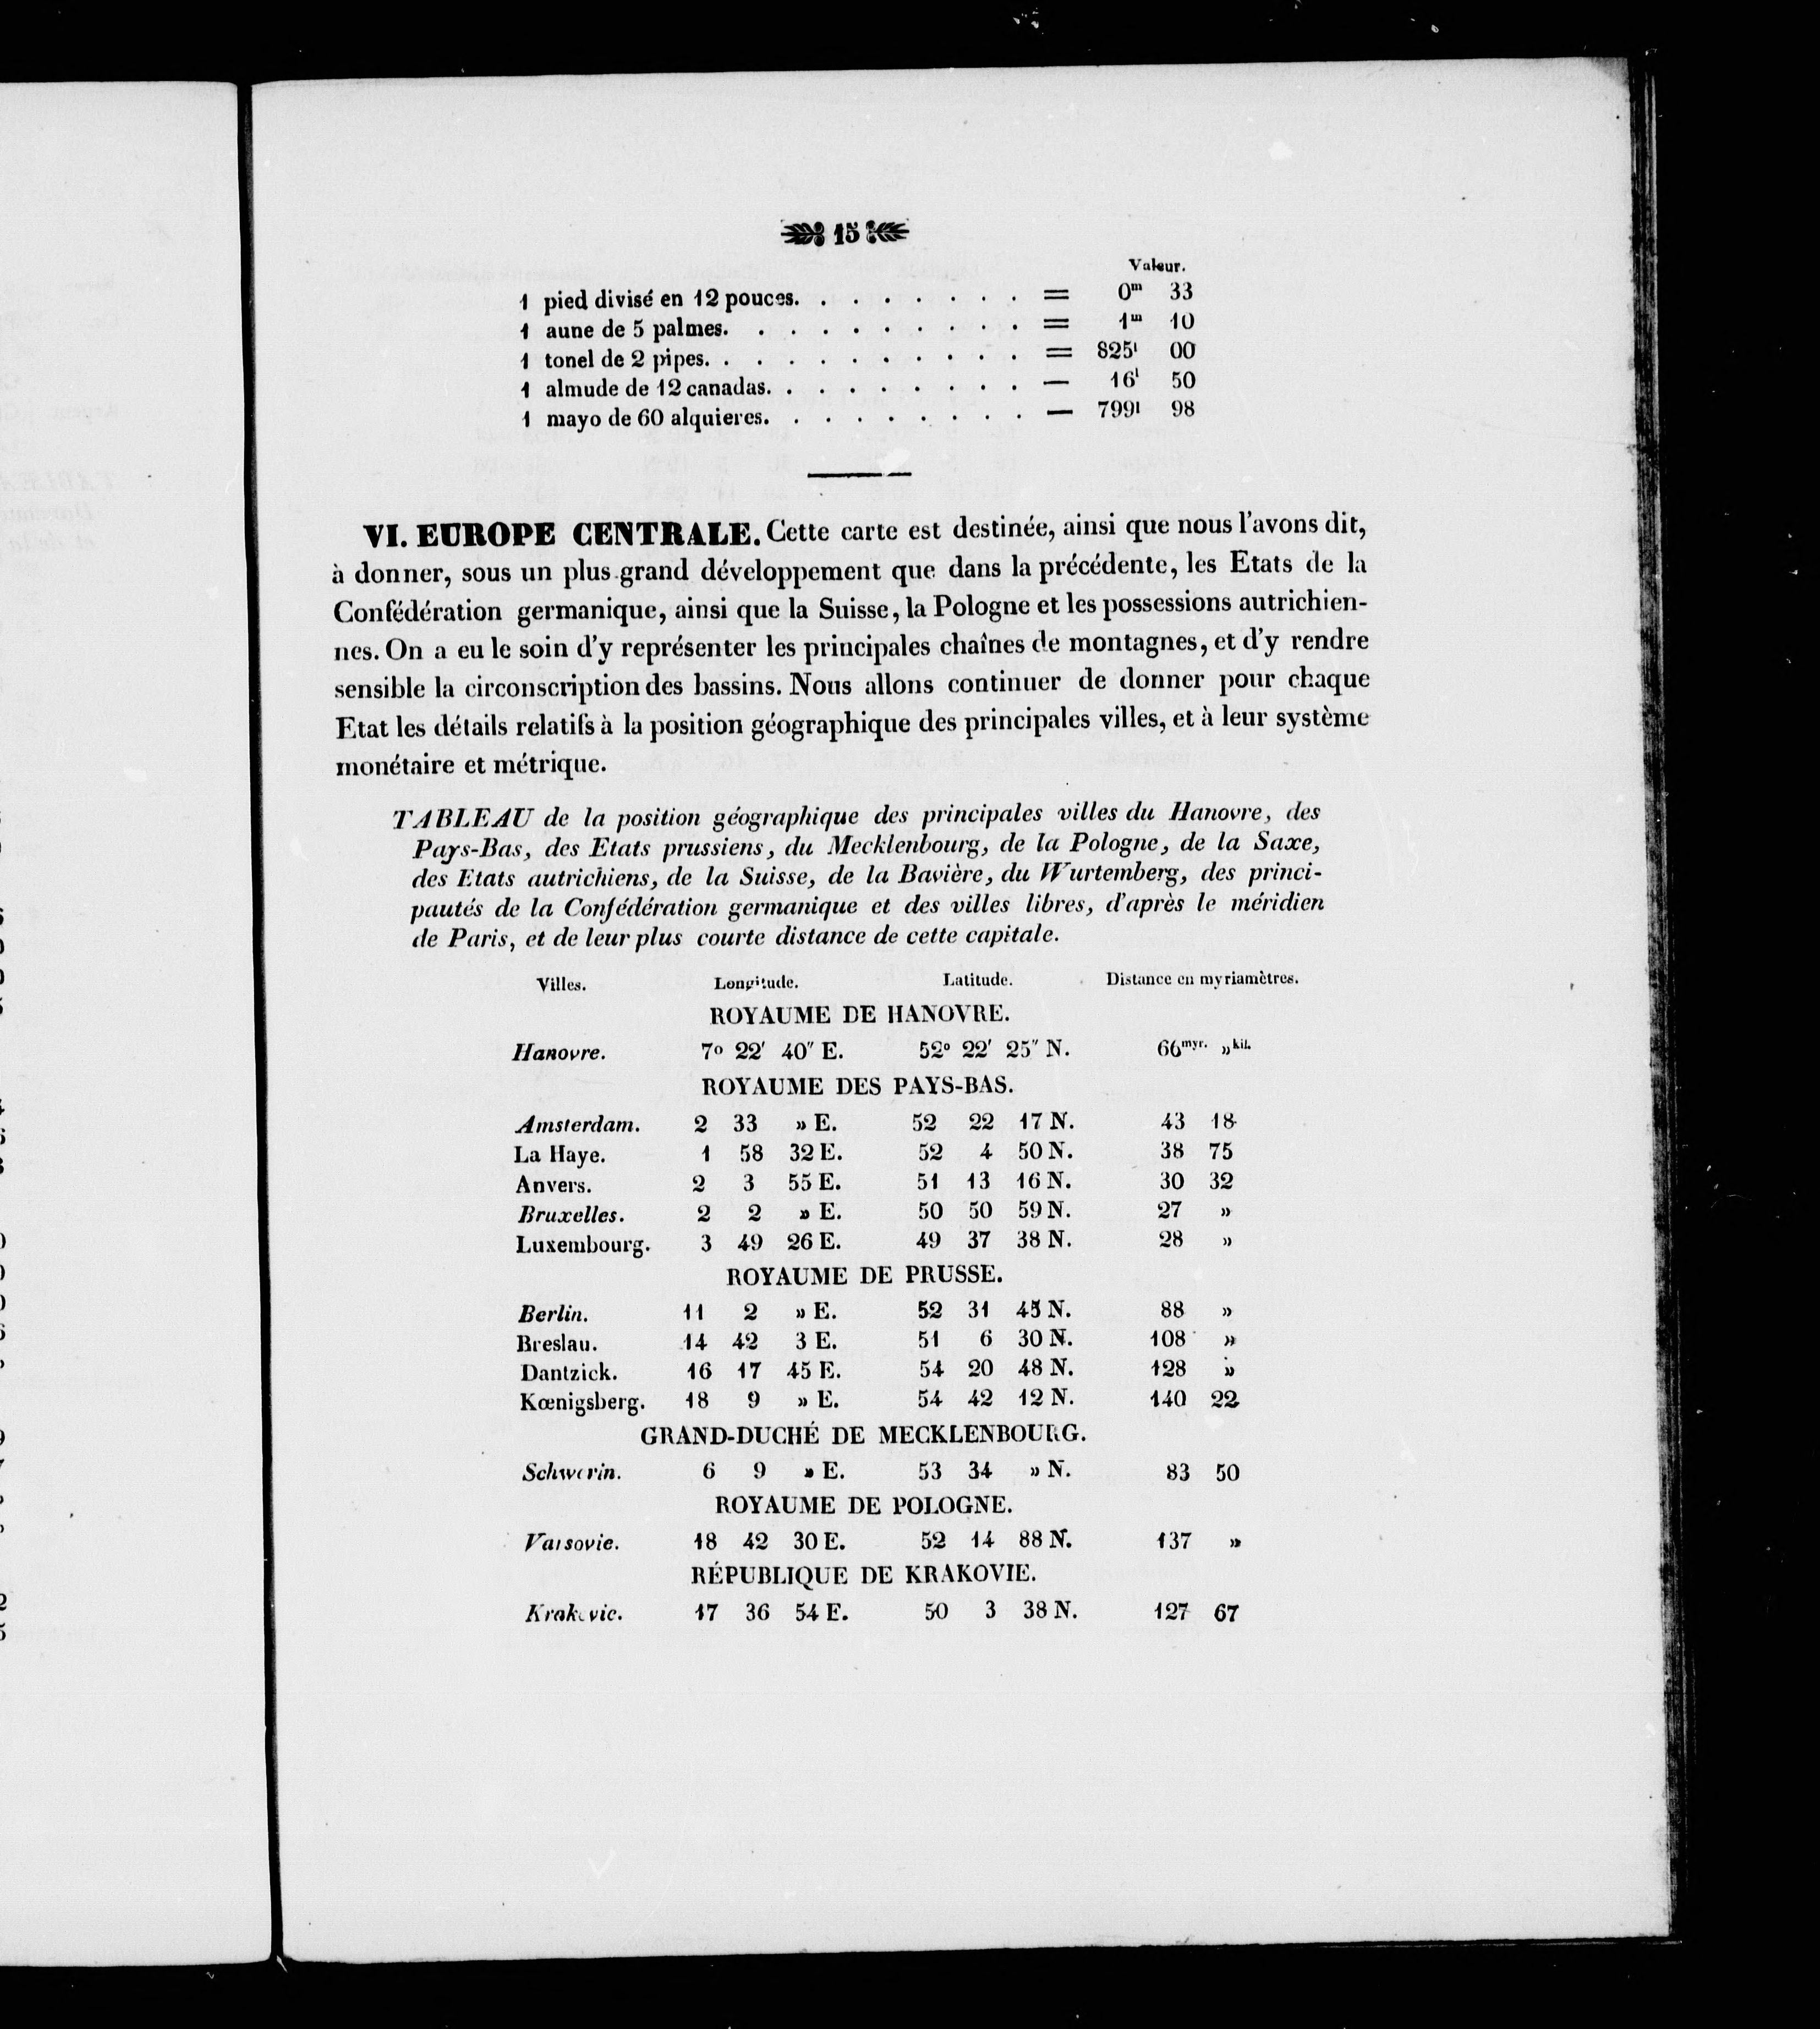 15
Valeur.
1 pied divisé en 12 pouces. . . . . . . . = 0m 33
1 aune de 5 palmes. . . . . . . . . . = 1m 10
1 tonel de 2 pipes. . . . . . . . . . . = 825l 00
1 almude de 12 canadas. . . . . . . . . — 16l 50
1 mayo de 60 alquieres. . . . . . . . . — 799l 98
VI. EUROPE CENTRALE. Cette carte est destinée, ainsi que nous l'avons dit,
à donner, sous un plus grand développement que dans la précédente, les Etats de la
Confédération germanique, ainsi que la Suisse, la Pologne et les possessions autrichien-
nes. On a eu le soin d'y représenter les principales chaînes de montagnes, et d'y rendre
sensible la circonscription des bassins. Nous allons continuer de donner pour chaque
Etat les détails relatifs à la position géographique des principales villes, et à leur système
monétaire et métrique.
TABLEAU de la position géographique des principales villes du Hanovre, des
Pays-Bas, des Etats prussiens, du Mecklenbourg, de la Pologne, de la Saxe,
des Etats autrichiens, de la Suisse, de la Bavière, du Wurtemberg, des princi-
pautés de la Confédération germanique et des villes libres, d'après le méridien
de Paris, et de leur plus courte distance de cette capitale.
Villes. Longitude. Latitude. Distance en myriamètres.
ROYAUME DE HANOVRE.
Hanovre. 7o 22' 40" E. 52o 22' 25" N. 66myr. »kil.
ROYAUME DES PAYS-BAS.
Amsterdam. 2 33 » E. 52 22 17 N. 43 18
La Haye. 1 58 32 E. 52 4 50 N. 38 75
Anvers. 2 3 55 E. 51 13 16 N. 30 32
Bruxelles. 2 2 » E. 50 50 59 N. 27 »
Luxembourg. 3 49 26 E. 49 37 38 N. 28 »
ROYAUME DE PRUSSE.
Berlin. 11 2 » E. 52 31 45 N. 88 »
Breslau. 14 42 3 E. 51 6 30 N. 108 »
Dantzick. 16 17 45 E. 54 20 48 N. 128 »
Kœnigsberg. 18 9 » E. 54 42 12 N. 140 22
GRAND-DUCHÉ DE MECKLENBOURG.
Schwerin. 6 9 » E. 53 34 » N. 83 50
ROYAUME DE POLOGNE.
Varsovie. 18 42 30 E. 52 14 88 N. 137 »
RÉPUBLIQUE DE KRAKOVIE.
Krakovie. 17 36 54 E. 50 3 38 N. 127 67